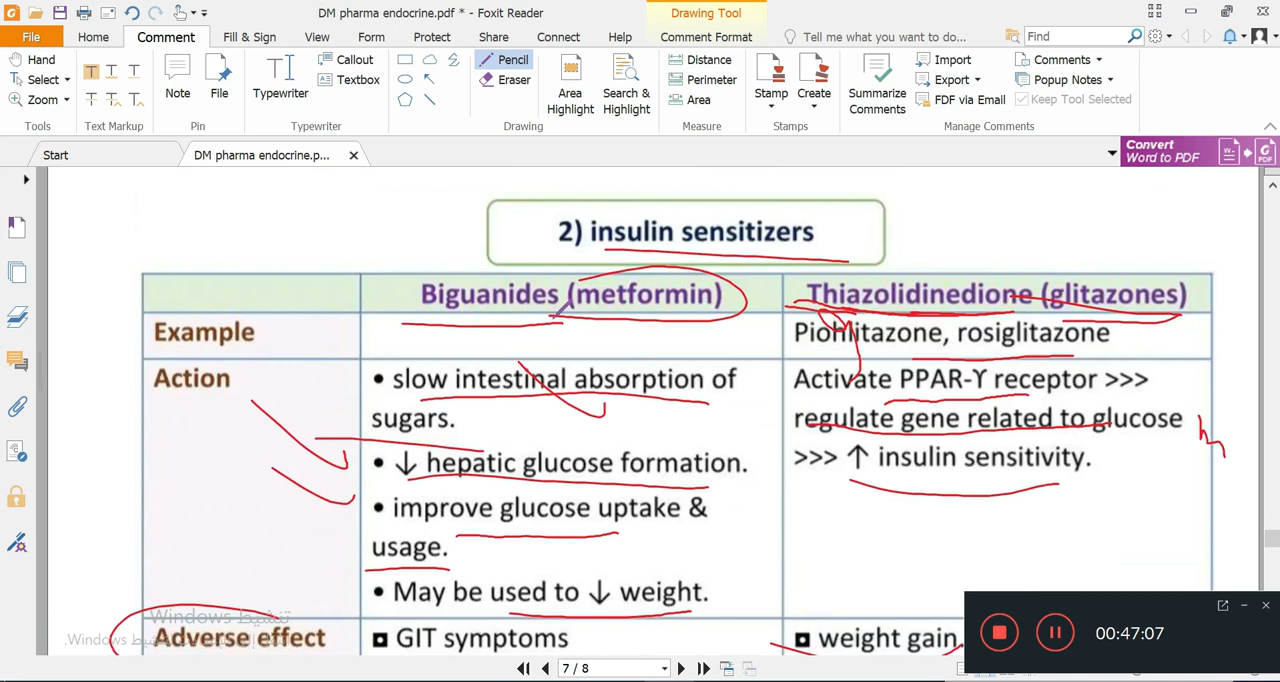 DM pharma endocrine.pdf * - Foxit Reader
Drawing Tool
File Home Comment Fill & Sign View Form Protect Share Connect Help Comment Format Tell me what you want to do... Find
Hand
Select
Zoom
Tools
Text Markup
Note
File
Pin
Typewriter
Callout
Textbox
Typewriter
Pencil
Eraser
Area Highlight
Search & Highlight
Drawing
Distance
Perimeter
Area
Measure
Stamp
Create
Stamps
Summarize Comments
Import
Export
FDF via Email
Comments
Popup Notes
Keep Tool Selected
Manage Comments
Start
DM pharma endocrine.p...
Convert
Word to PDF
PDF
2) insulin sensitizers
Biguanides (metformin)
Thiazolidinedione (glitazones)
Example
Piohlitazone, rosiglitazone
Action
• slow intestinal absorption of
sugars.
• ↓ hepatic glucose formation.
• improve glucose uptake &
usage.
• May be used to ↓ weight.
Activate PPAR-ϒ receptor >>>
regulate gene related to glucose
>>> ↑ insulin sensitivity.
Adverse effect
GIT symptoms
weight gain.
Windows تنشيط
7 / 8
00:47:07